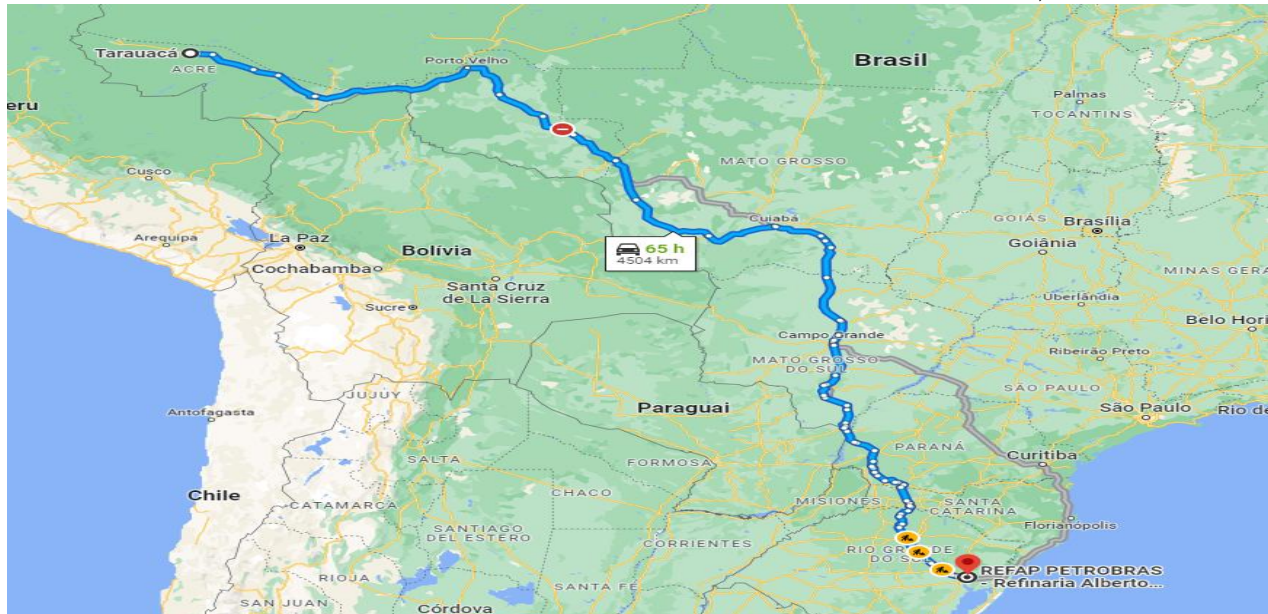 Tarauacá
ACRE
Porto Velho
Brasil
Palmas
TOCANTINS
eru
Cusco
MATO GROSSO
Cuiabá
GOIÁS
Brasília
Goiânia
Arequipa
La Paz
Bolívia
65 h
4504 km
MINAS GERA
Cochabamba
Santa Cruz
de La Sierra
Sucre
Uberlândia
Belo Hori
Campo Grande
MATO GROSSO
DO SUL
Ribeirão Preto
JUJUY
SÃO PAULO
Antofagasta
Paraguai
São Paulo
Rio de
PARANÁ
SALTA
FORMOSA
Curitiba
Chile
CATAMARCA
CHACO
MISIONES
SANTA
CATARINA
SANTIAGO
DEL ESTERO
CORRIENTES
Florianópolis
RIO GRANDE
DO SUL
REFAP PETROBRAS
- Refinaria Alberto...
RIOJA
SANTA FE
SAN JUAN
Córdova